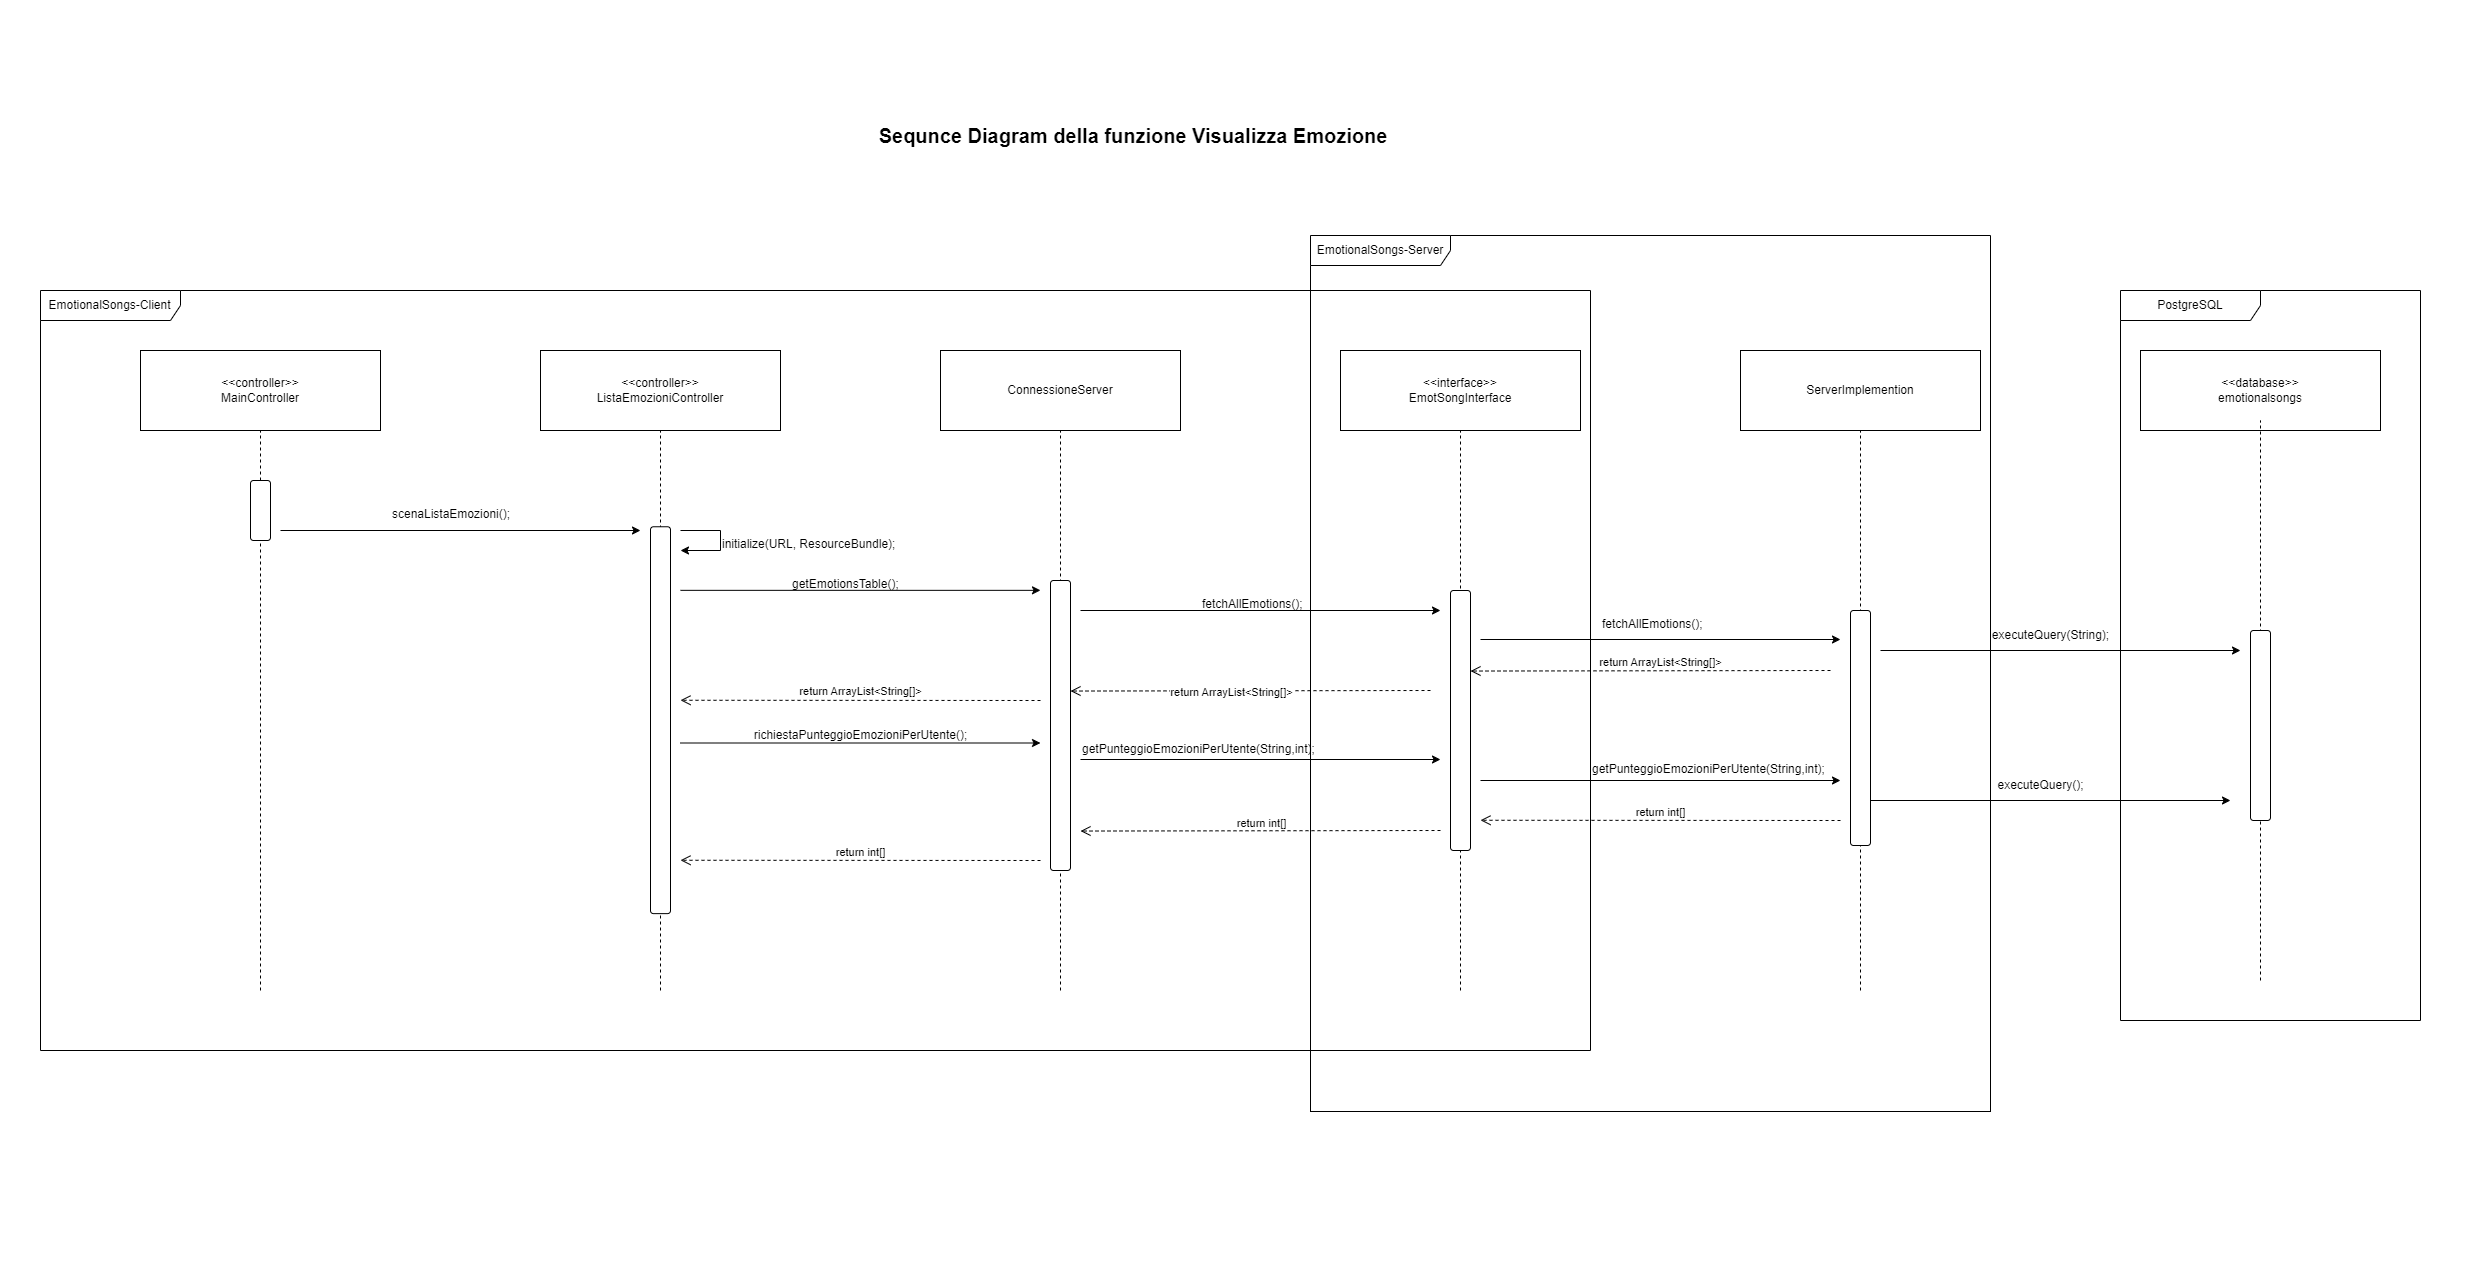 Sequnce Diagram della funzione Visualizza Emozione
EmotionalSongs-Server
EmotionalSongs-Client
PostgreSQL
<<controller>>
MainController
<<controller>>
ListaEmozioniController
ConnessioneServer
<<interface>>
EmotSongInterface
ServerImplemention
<<database>>
emotionalsongs
scenaListaEmozioni();
initialize(URL, ResourceBundle);
getEmotionsTable();
fetchAllEmotions();
fetchAllEmotions();
executeQuery(String);
return ArrayList<String[]>
return ArrayList<String[]>
return ArrayList<String[]>
richiestaPunteggioEmozioniPerUtente();
getPunteggioEmozioniPerUtente(String,int);
getPunteggioEmozioniPerUtente(String,int);
executeQuery();
return int[]
return int[]
return int[]